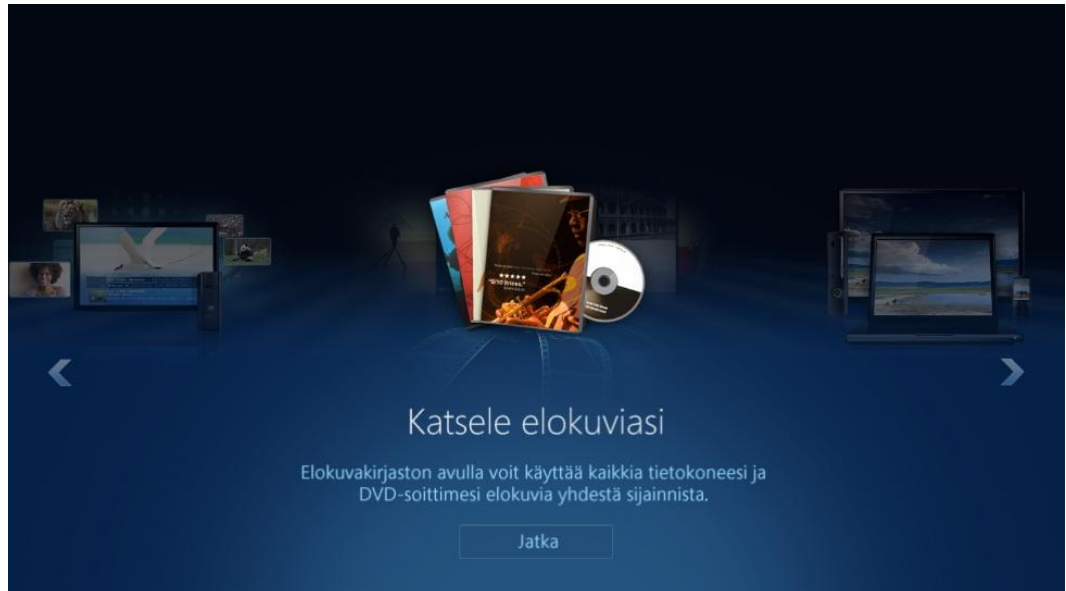 Katsele elokuviasi
Elokuvakirjaston avulla voit käyttää kaikkia tietokoneesi ja
DVD-soittimesi elokuvia yhdestä sijainnista.
Jatka